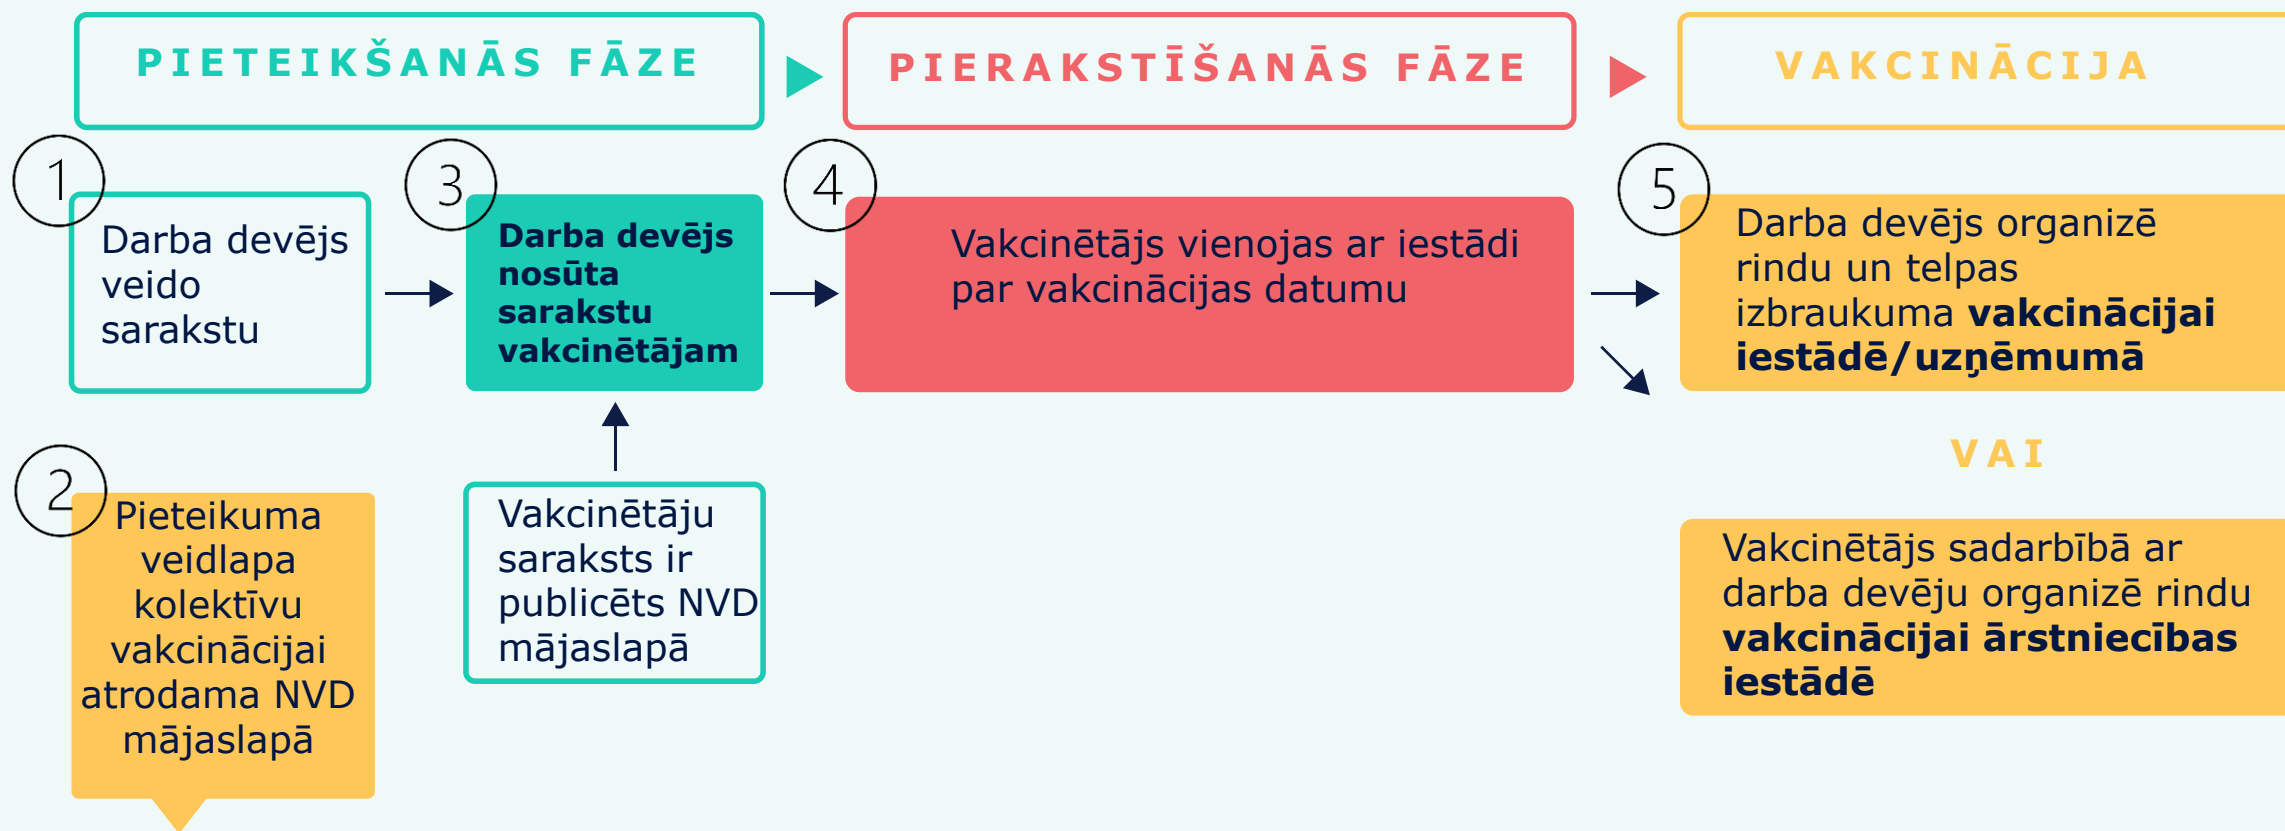 PIETEIKŠANĀS FĀZE
PIERAKSTĪŠANĀS FĀZE
VAKCINĀCIJA
1
Darba devējs
veido
sarakstu
2
Pieteikuma
veidlapa
kolektīvu
vakcinācijai
atrodama NVD
mājaslapā
3
Darba devējs
nosūta
sarakstu
vakcinētājam
Vakcinētāju
saraksts ir
publicēts NVD
mājaslapā
4
Vakcinētājs vienojas ar iestādi
par vakcinācijas datumu
5
Darba devējs organizē
rindu un telpas
izbraukuma vakcinācijai
iestādē/uzņēmumā
VAI
Vakcinētājs sadarbībā ar
darba devēju organizē rindu
vakcinācijai ārstniecības
iestādē